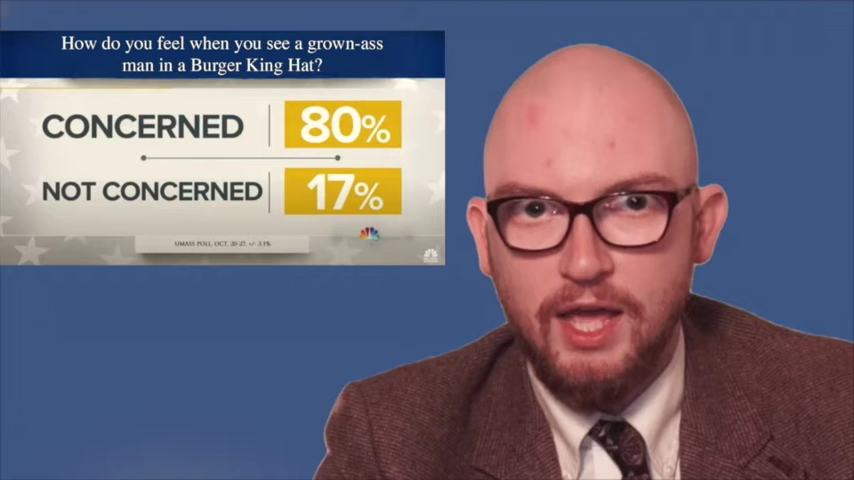 How do you feel when you see a grown-ass
man in a Burger King Hat?
CONCERNED 80%
NOT CONCERNED 17%
UMASS POLL, OCT. 20-27, +/- 3.1%